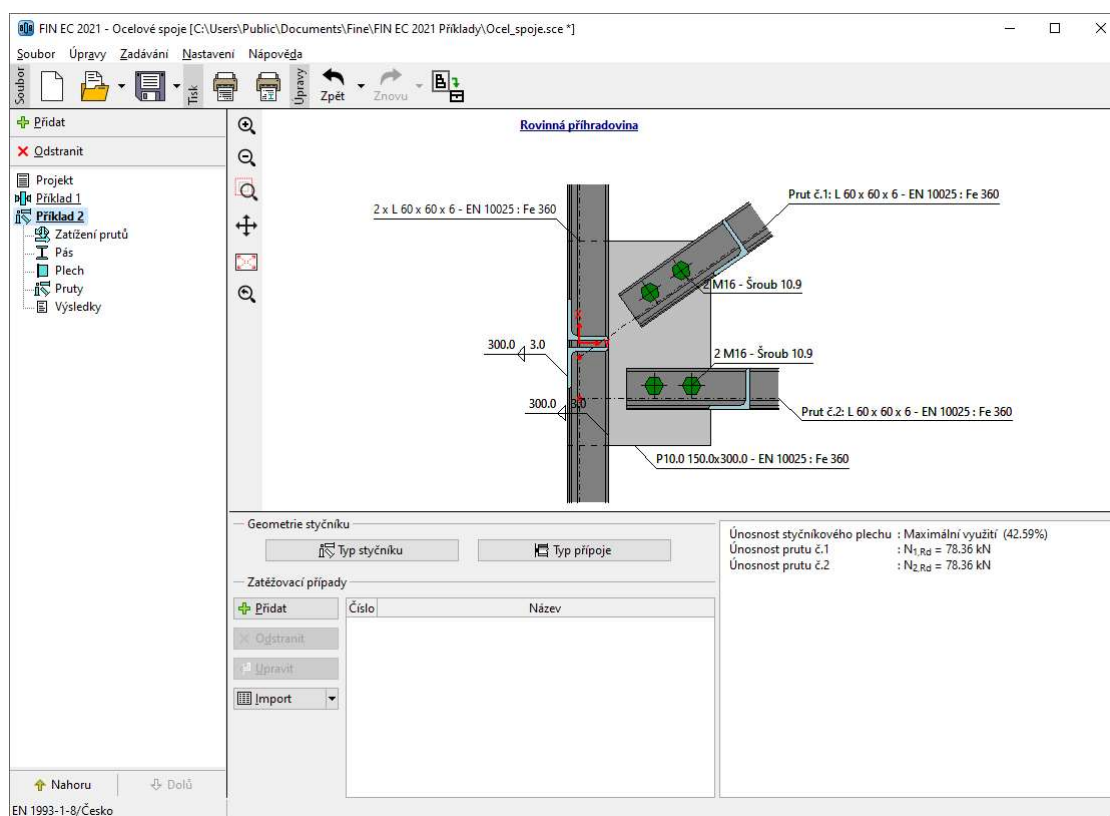 FIN EC 2021 - Ocelové spoje [C:\Users\Public\Documents\Fine\FIN EC 2021 Příklady\Ocel_spoje.sce *]
Soubor Úpravy Zadávání Nastavení Nápověda
Soubor
Tisk
Úpravy
Zpět
Znovu
Přidat
Odstranit
Projekt
Příklad 1
Příklad 2
Zatížení prutů
Pás
Plech
Pruty
Výsledky
Rovinná příhradovina
Prut č.1: L 60 x 60 x 6 - EN 10025 : Fe 360
2 x L 60 x 60 x 6 - EN 10025 : Fe 360
2 M16 - Šroub 10.9
300.0 3.0
2 M16 - Šroub 10.9
300.0 3.0
Prut č.2: L 60 x 60 x 6 - EN 10025 : Fe 360
P10.0 150.0x300.0 - EN 10025 : Fe 360
Geometrie styčníku
Typ styčníku Typ přípoje
Zatěžovací případy
Přidat
Odstranit
Upravit
Import
Číslo Název
Únosnost styčníkového plechu : Maximální využití (42.59%)
Únosnost prutu č.1 : N1,Rd = 78.36 kN
Únosnost prutu č.2 : N2,Rd = 78.36 kN
Nahoru Dolů
EN 1993-1-8/Česko